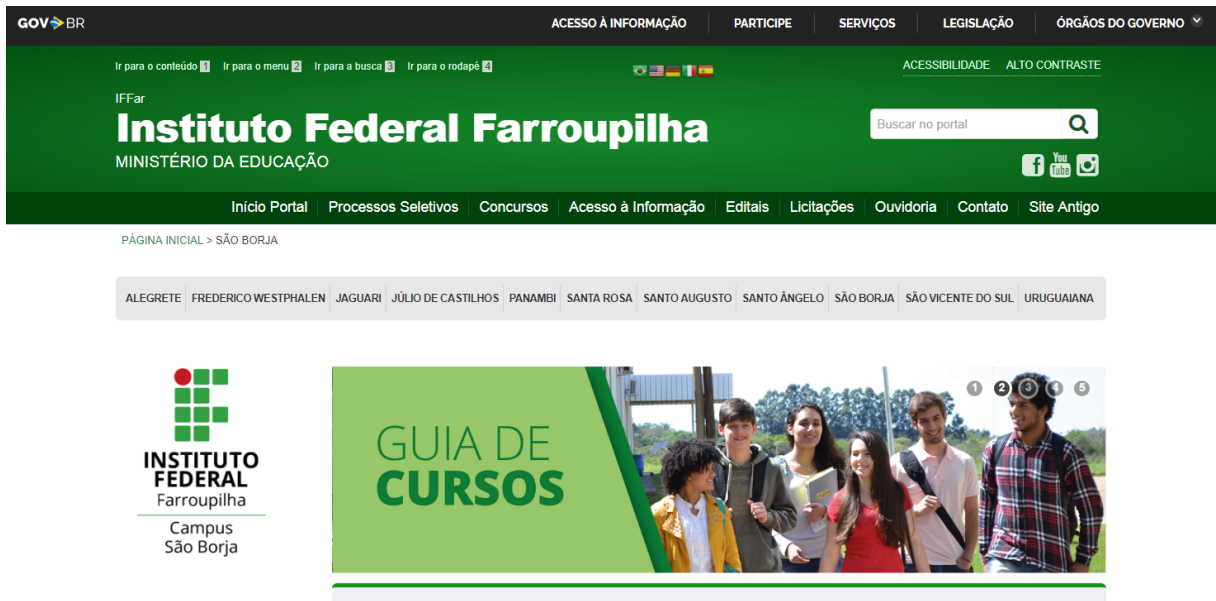 GOV BR ACESSO À INFORMAÇÃO PARTICIPE SERVIÇOS LEGISLAÇÃO ÓRGÃOS DO GOVERNO
Ir para o conteúdo 1 Ir para o menu 2 Ir para a busca 3 Ir para o rodapé 4 ACESSIBILIDADE ALTO CONTRASTE
IFFar
Instituto Federal Farroupilha
MINISTÉRIO DA EDUCAÇÃO
Buscar no portal
f You Tube
Início Portal Processos Seletivos Concursos Acesso à Informação Editais Licitações Ouvidoria Contato Site Antigo
PÁGINA INICIAL > SÃO BORJA
ALEGRETE FREDERICO WESTPHALEN JAGUARI JÚLIO DE CASTILHOS PANAMBI SANTA ROSA SANTO AUGUSTO SANTO ÂNGELO SÃO BORJA SÃO VICENTE DO SUL URUGUAIANA
INSTITUTO
FEDERAL
Farroupilha
Campus
São Borja
GUIA DE
CURSOS
1 2 3 4 5